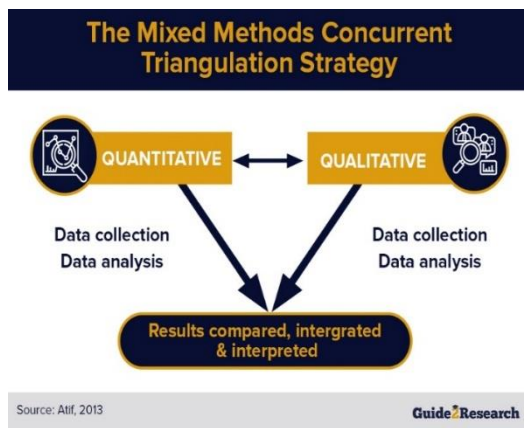 The Mixed Methods Concurrent
Triangulation Strategy
QUANTITATIVE
QUALITATIVE
Data collection
Data analysis
Data collection
Data analysis
Results compared, intergrated
& interpreted
Source: Atif, 2013
Guide2Research